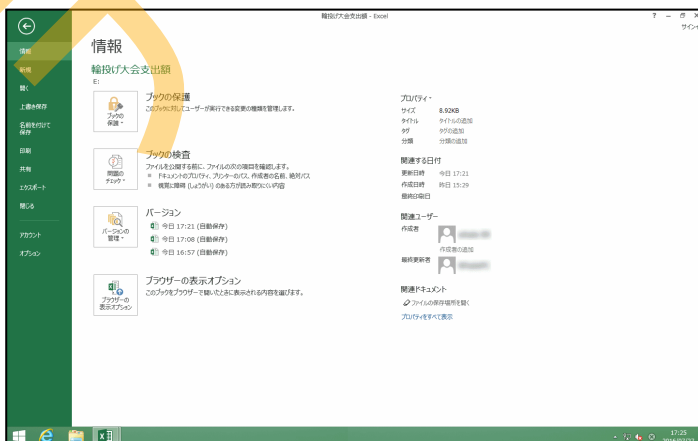 輪投げ大会支出額 - Excel
?
サインイ
情報
新規
開く
上書き保存
名前を付けて
保存
印刷
共有
エクスポート
閉じる
アカウント
オプション
情報
輪投げ大会支出額
E:
ブックの
保護
ブックの保護
このブックに対してユーザーが実行できる変更の種類を管理します。
問題の
チェック
ブックの検査
ファイルを公開する前に、ファイルの次の項目を確認します。
ドキュメントのプロパティ、プリンターのパス、作成者の名前、絶対パス
視覚に障碍 (しょうがい) のある方が読み取りにくい内容
バージョンの
管理
バージョン
今日 17:21 (自動保存)
今日 17:08 (自動保存)
今日 16:57 (自動保存)
ブラウザーの
表示オプション
ブラウザーの表示オプション
このブックをブラウザーで開いたときに表示される内容を選びます。
プロパティ
サイズ 8.92KB
タイトル タイトルの追加
タグ タグの追加
分類 分類の追加
関連する日付
更新日時 今日 17:21
作成日時 昨日 15:29
最終印刷日
関連ユーザー
作成者
作成者の追加
最終更新者
関連ドキュメント
ファイルの保存場所を開く
プロパティをすべて表示
17:25